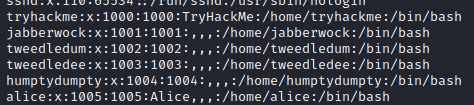 sshd:x:110:65534::/run/sshd:/usr/sbin/nologin
tryhackme:x:1000:1000:TryHackMe:/home/tryhackme:/bin/bash
jabberwock:x:1001:1001:,,,:/home/jabberwock:/bin/bash
tweedledum:x:1002:1002:,,,:/home/tweedledum:/bin/bash
tweedledee:x:1003:1003:,,,:/home/tweedledee:/bin/bash
humptydumpty:x:1004:1004:,,,:/home/humptydumpty:/bin/bash
alice:x:1005:1005:Alice,,,:/home/alice:/bin/bash